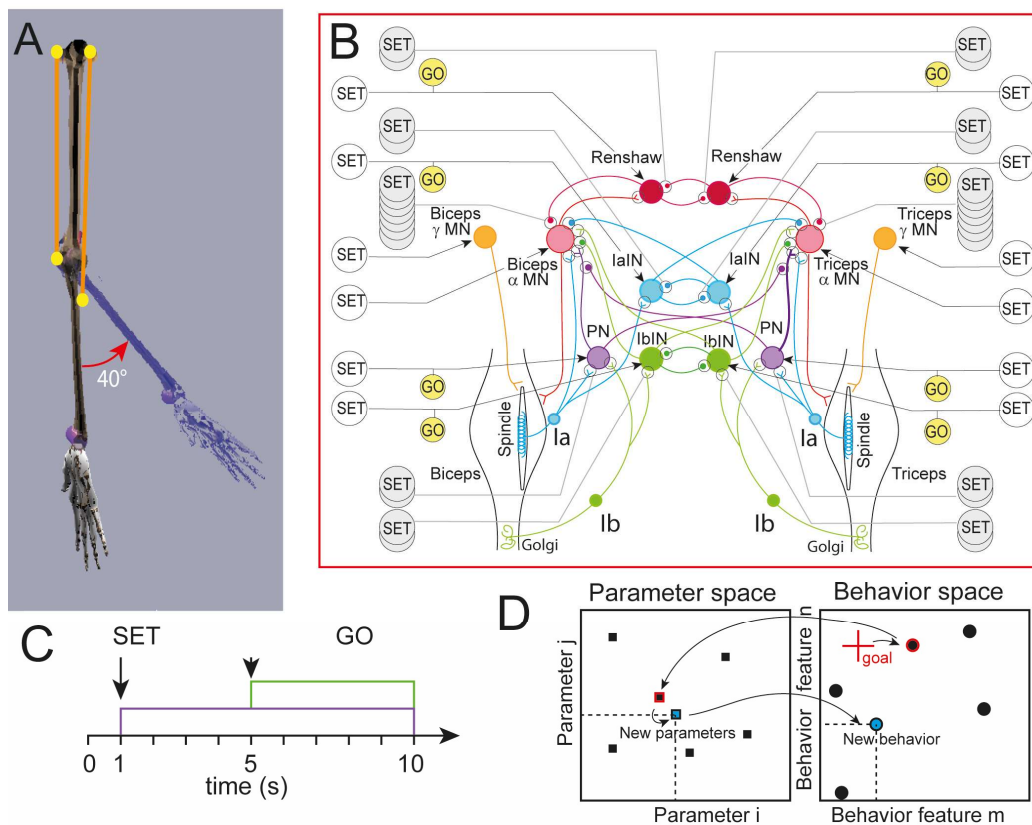 A
40°
B
SET
SET
GO
GO
SET
SET
SET
SET
Renshaw
Renshaw
SET
SET
GO
GO
SET
SET
Biceps
γ MN
Triceps
γ MN
SET
SET
Biceps
α MN
IaIN
IaIN
Triceps
α MN
SET
SET
PN
IbIN
IbIN
PN
SET
SET
GO
GO
SET
SET
GO
GO
Spindle
Ia
Ia
Spindle
Biceps
Triceps
SET
SET
Ib
Ib
SET
SET
Golgi
Golgi
C
SET
GO
0
1
5
10
time (s)
D
Parameter space
Behavior space
Parameter j
New parameters
Parameter i
Behavior feature n
goal
New behavior
Behavior feature m